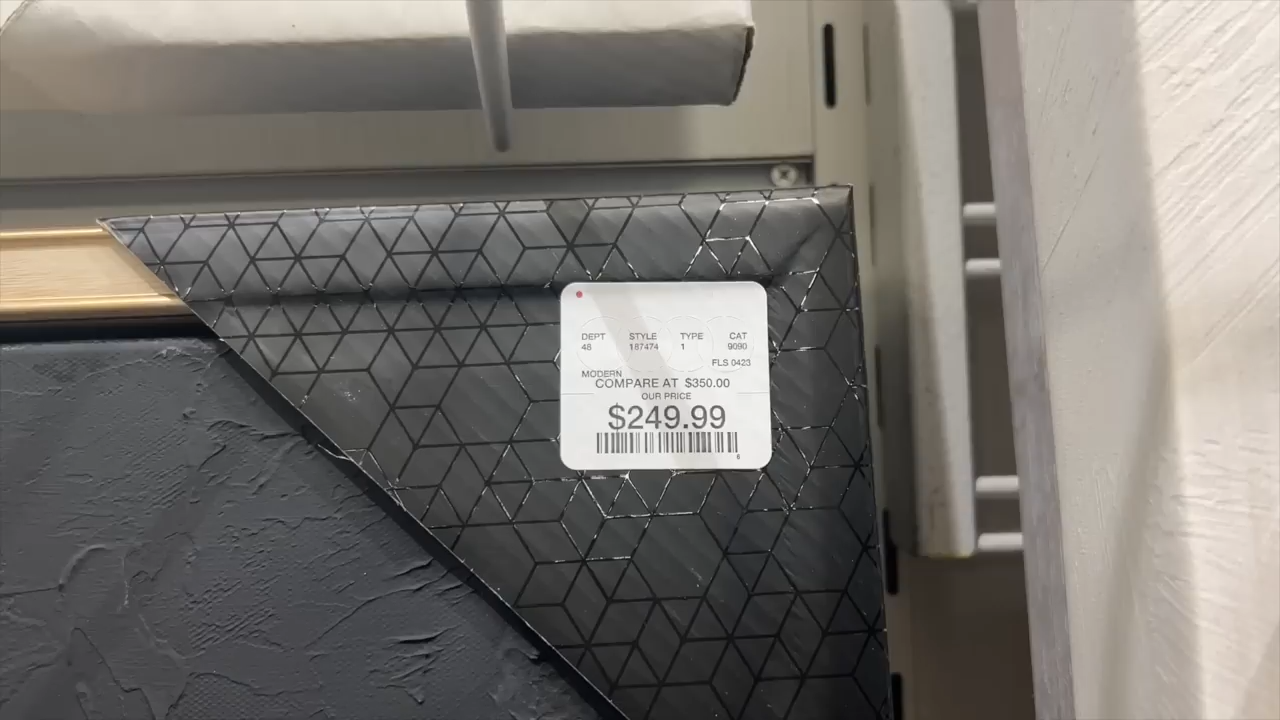 DEPT STYLE TYPE CAT
48 187474 1 9090
FLS 0423
MODERN
COMPARE AT $350.00
OUR PRICE
$249.99
6